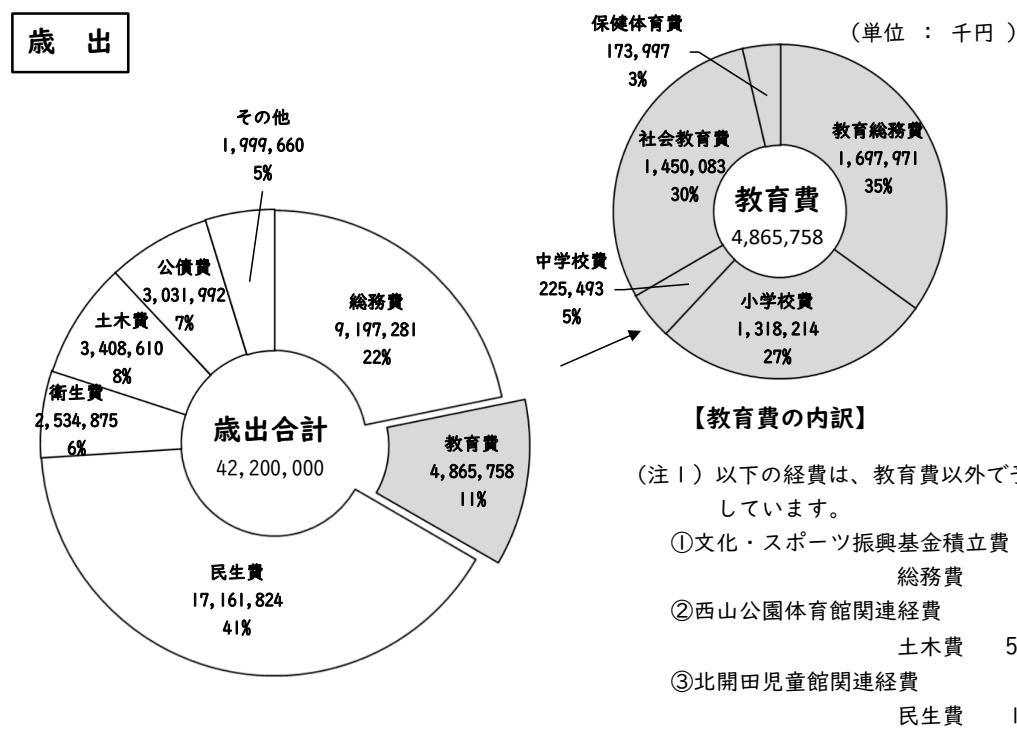 歳 出
(単位 : 千円 )
その他
1,999,660
5%
公債費
3,031,992
7%
土木費
3,408,610
8%
衛生費
2,534,875
6%
総務費
9,197,281
22%
歳出合計
42,200,000
教育費
4,865,758
11%
民生費
17,161,824
41%
保健体育費
173,997
3%
社会教育費
1,450,083
30%
教育総務費
1,697,971
35%
教育費
4,865,758
中学校費
225,493
5%
小学校費
1,318,214
27%
【教育費の内訳】
(注1)以下の経費は、教育費以外で
しています。
①文化・スポーツ振興基金積立費
総務費
②西山公園体育館関連経費
土木費 5
③北開田児童館関連経費
民生費 1